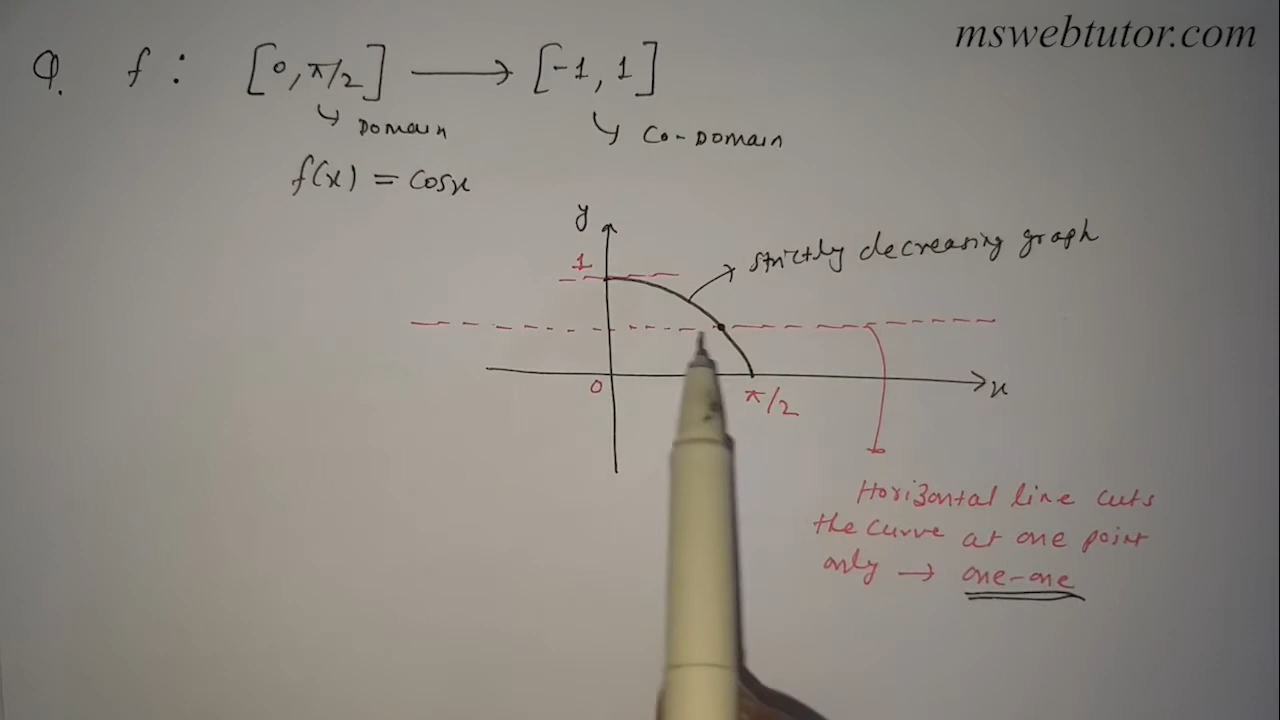 mswebtutor.com
Q. f : [0, π/2] → [-1, 1]
Domain
Co-Domain
f(x) = cosx
y
1
strictly decreasing graph
0
π/2
x
Horizontal line cuts
the curve at one point
only → one-one